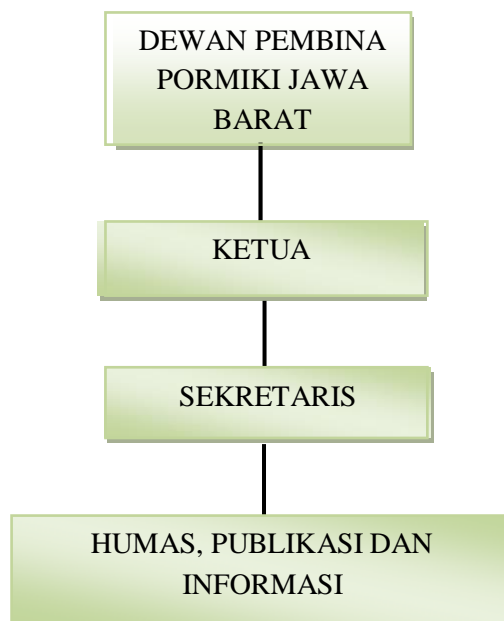 DEWAN PEMBINA
PORMIKI JAWA
BARAT
KETUA
SEKRETARIS
HUMAS, PUBLIKASI DAN
INFORMASI